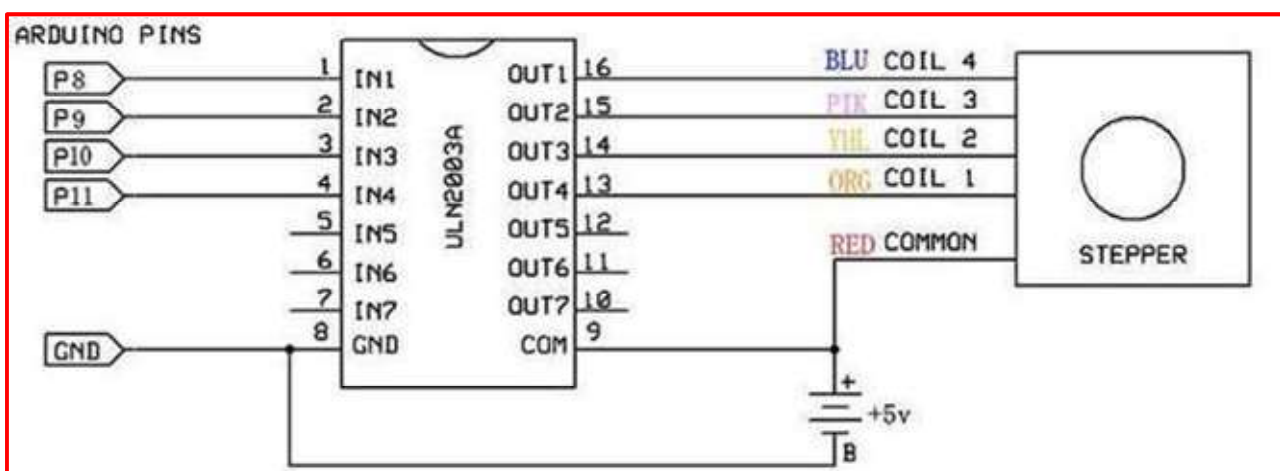 ARDUINO PINS
P8 1 IN1 OUT1 16 BLU COIL 4
P9 2 IN2 OUT2 15 PIK COIL 3
P10 3 IN3 OUT3 14 YHL COIL 2
P11 4 IN4 OUT4 13 ORG COIL 1
5 IN5 OUT5 12
6 IN6 OUT6 11
7 IN7 OUT7 10
GND 8 GND COM 9
ULN2003A
RED COMMON
STEPPER
+
+5v
B